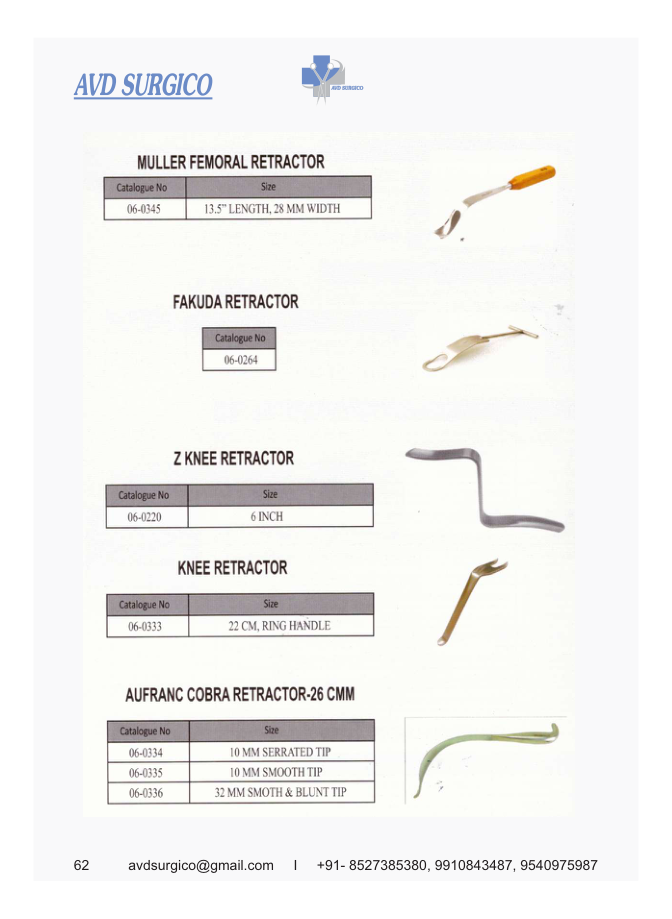 AVD SURGICO
AVD SURGICO
MULLER FEMORAL RETRACTOR
Catalogue No Size
06-0345 13.5" LENGTH, 28 MM WIDTH
FAKUDA RETRACTOR
Catalogue No
06-0264
Z KNEE RETRACTOR
Catalogue No Size
06-0220 6 INCH
KNEE RETRACTOR
Catalogue No Size
06-0333 22 CM, RING HANDLE
AUFRANC COBRA RETRACTOR-26 CMM
Catalogue No Size
06-0334 10 MM SERRATED TIP
06-0335 10 MM SMOOTH TIP
06-0336 32 MM SMOTH & BLUNT TIP
62 avdsurgico@gmail.com I +91- 8527385380, 9910843487, 9540975987